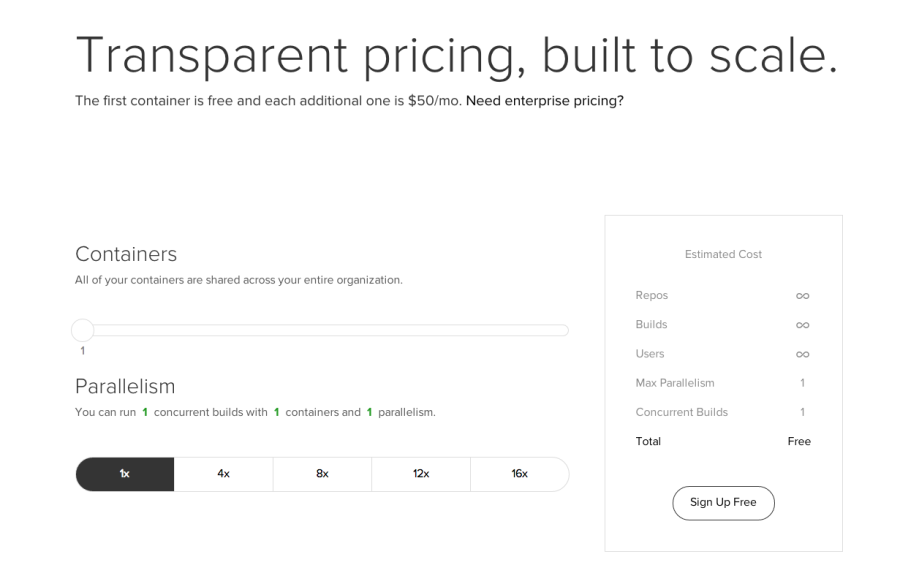 Transparent pricing, built to scale.
The first container is free and each additional one is $50/mo. Need enterprise pricing?
Containers
All of your containers are shared across your entire organization.
1
Parallelism
You can run 1 concurrent builds with 1 containers and 1 parallelism.
1x 4x 8x 12x 16x
Estimated Cost
Repos ∞
Builds ∞
Users ∞
Max Parallelism 1
Concurrent Builds 1
Total Free
Sign Up Free